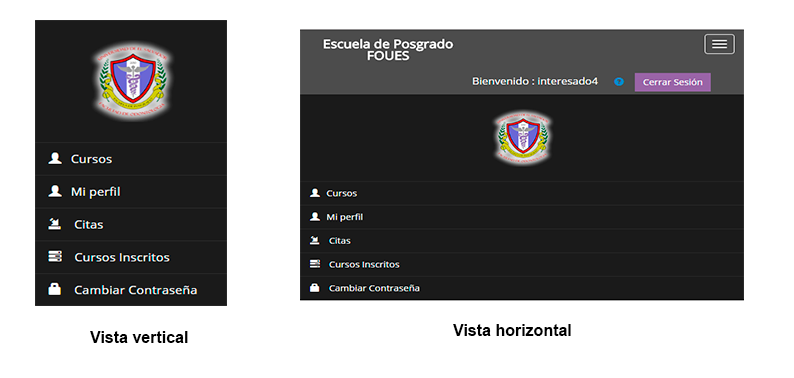 Cursos
Mi perfil
Citas
Cursos Inscritos
Cambiar Contraseña
Vista vertical
Escuela de Posgrado
FOUES
Bienvenido : interesado4
Cerrar Sesión
Cursos
Mi perfil
Citas
Cursos Inscritos
Cambiar Contraseña
Vista horizontal